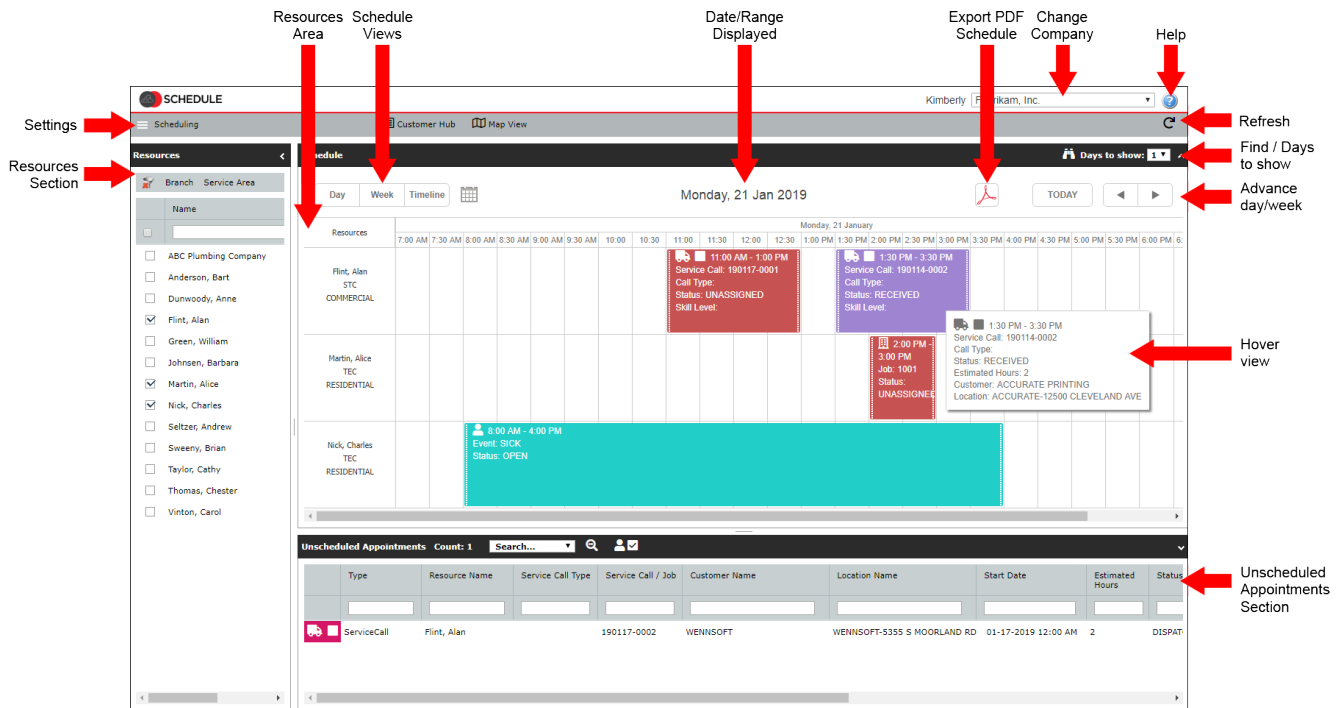 Resources Area
Schedule Views
Date/Range Displayed
Export PDF Schedule
Change Company
Help
SCHEDULE
Kimberly
Fabrikam, Inc.
Settings
Scheduling
Customer Hub
Map View
Refresh
Resources Section
Resources
Schedule
Days to show: 1
Find / Days to show
Branch Service Area
Day Week Timeline
Monday, 21 Jan 2019
TODAY
Advance day/week
Name
Resources
Monday, 21 January
7:00 AM 7:30 AM 8:00 AM 8:30 AM 9:00 AM 9:30 AM 10:00 10:30 11:00 11:30 12:00 12:30 1:00 PM 1:30 PM 2:00 PM 2:30 PM 3:00 PM 3:30 PM 4:00 PM 4:30 PM 5:00 PM 5:30 PM 6:00 PM 6:
ABC Plumbing Company
Anderson, Bart
Dunwoody, Anne
Flint, Alan
Green, William
Johnsen, Barbara
Martin, Alice
Nick, Charles
Seltzer, Andrew
Sweeny, Brian
Taylor, Cathy
Thomas, Chester
Vinton, Carol
Flint, Alan
STC
COMMERCIAL
11:00 AM - 1:00 PM
Service Call: 190117-0001
Call Type:
Status: UNASSIGNED
Skill Level:
1:30 PM - 3:30 PM
Service Call: 190114-0002
Call Type:
Status: RECEIVED
Skill Level:
1:30 PM - 3:30 PM
Service Call: 190114-0002
Call Type:
Status: RECEIVED
Estimated Hours: 2
Customer: ACCURATE PRINTING
Location: ACCURATE-12500 CLEVELAND AVE
Hover view
Martin, Alice
TEC
RESIDENTIAL
2:00 PM -
3:00 PM
Job: 1001
Status:
UNASSIGNED
Nick, Charles
TEC
RESIDENTIAL
8:00 AM - 4:00 PM
Event: SICK
Status: OPEN
Unscheduled Appointments Count: 1 Search...
Type Resource Name Service Call Type Service Call / Job Customer Name Location Name Start Date Estimated Hours Status
ServiceCall Flint, Alan 190117-0002 WENNSOFT WENNSOFT-5355 S MOORLAND RD 01-17-2019 12:00 AM 2 DISPAT
Unscheduled Appointments Section